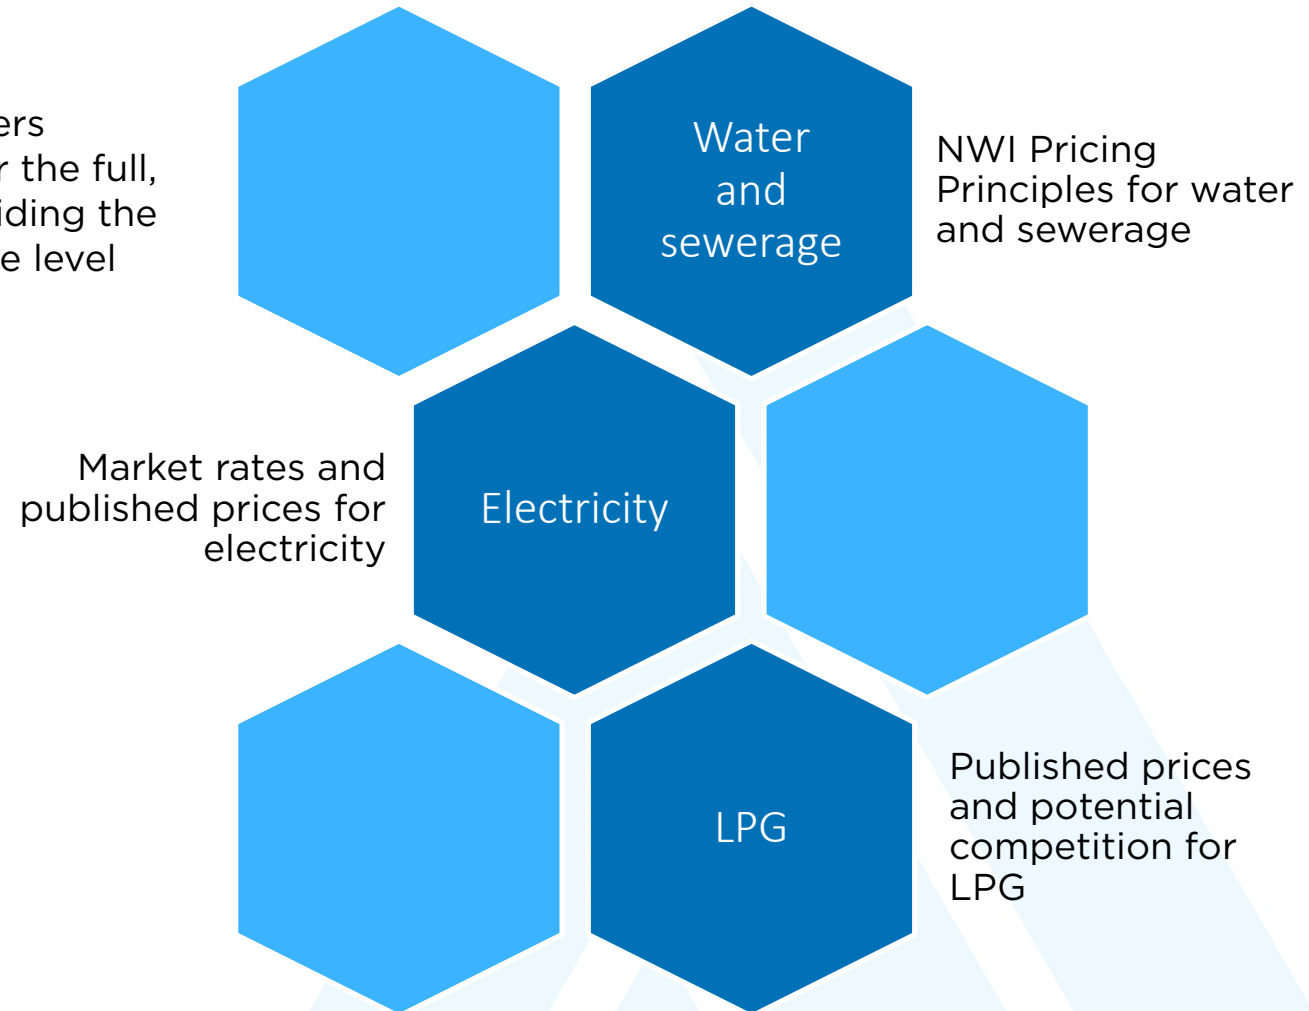 ers
r the full,
iding the
e level
Water
and
sewerage
NWI Pricing
Principles for water
and sewerage
Market rates and
published prices for
electricity
Electricity
LPG
Published prices
and potential
competition for
LPG